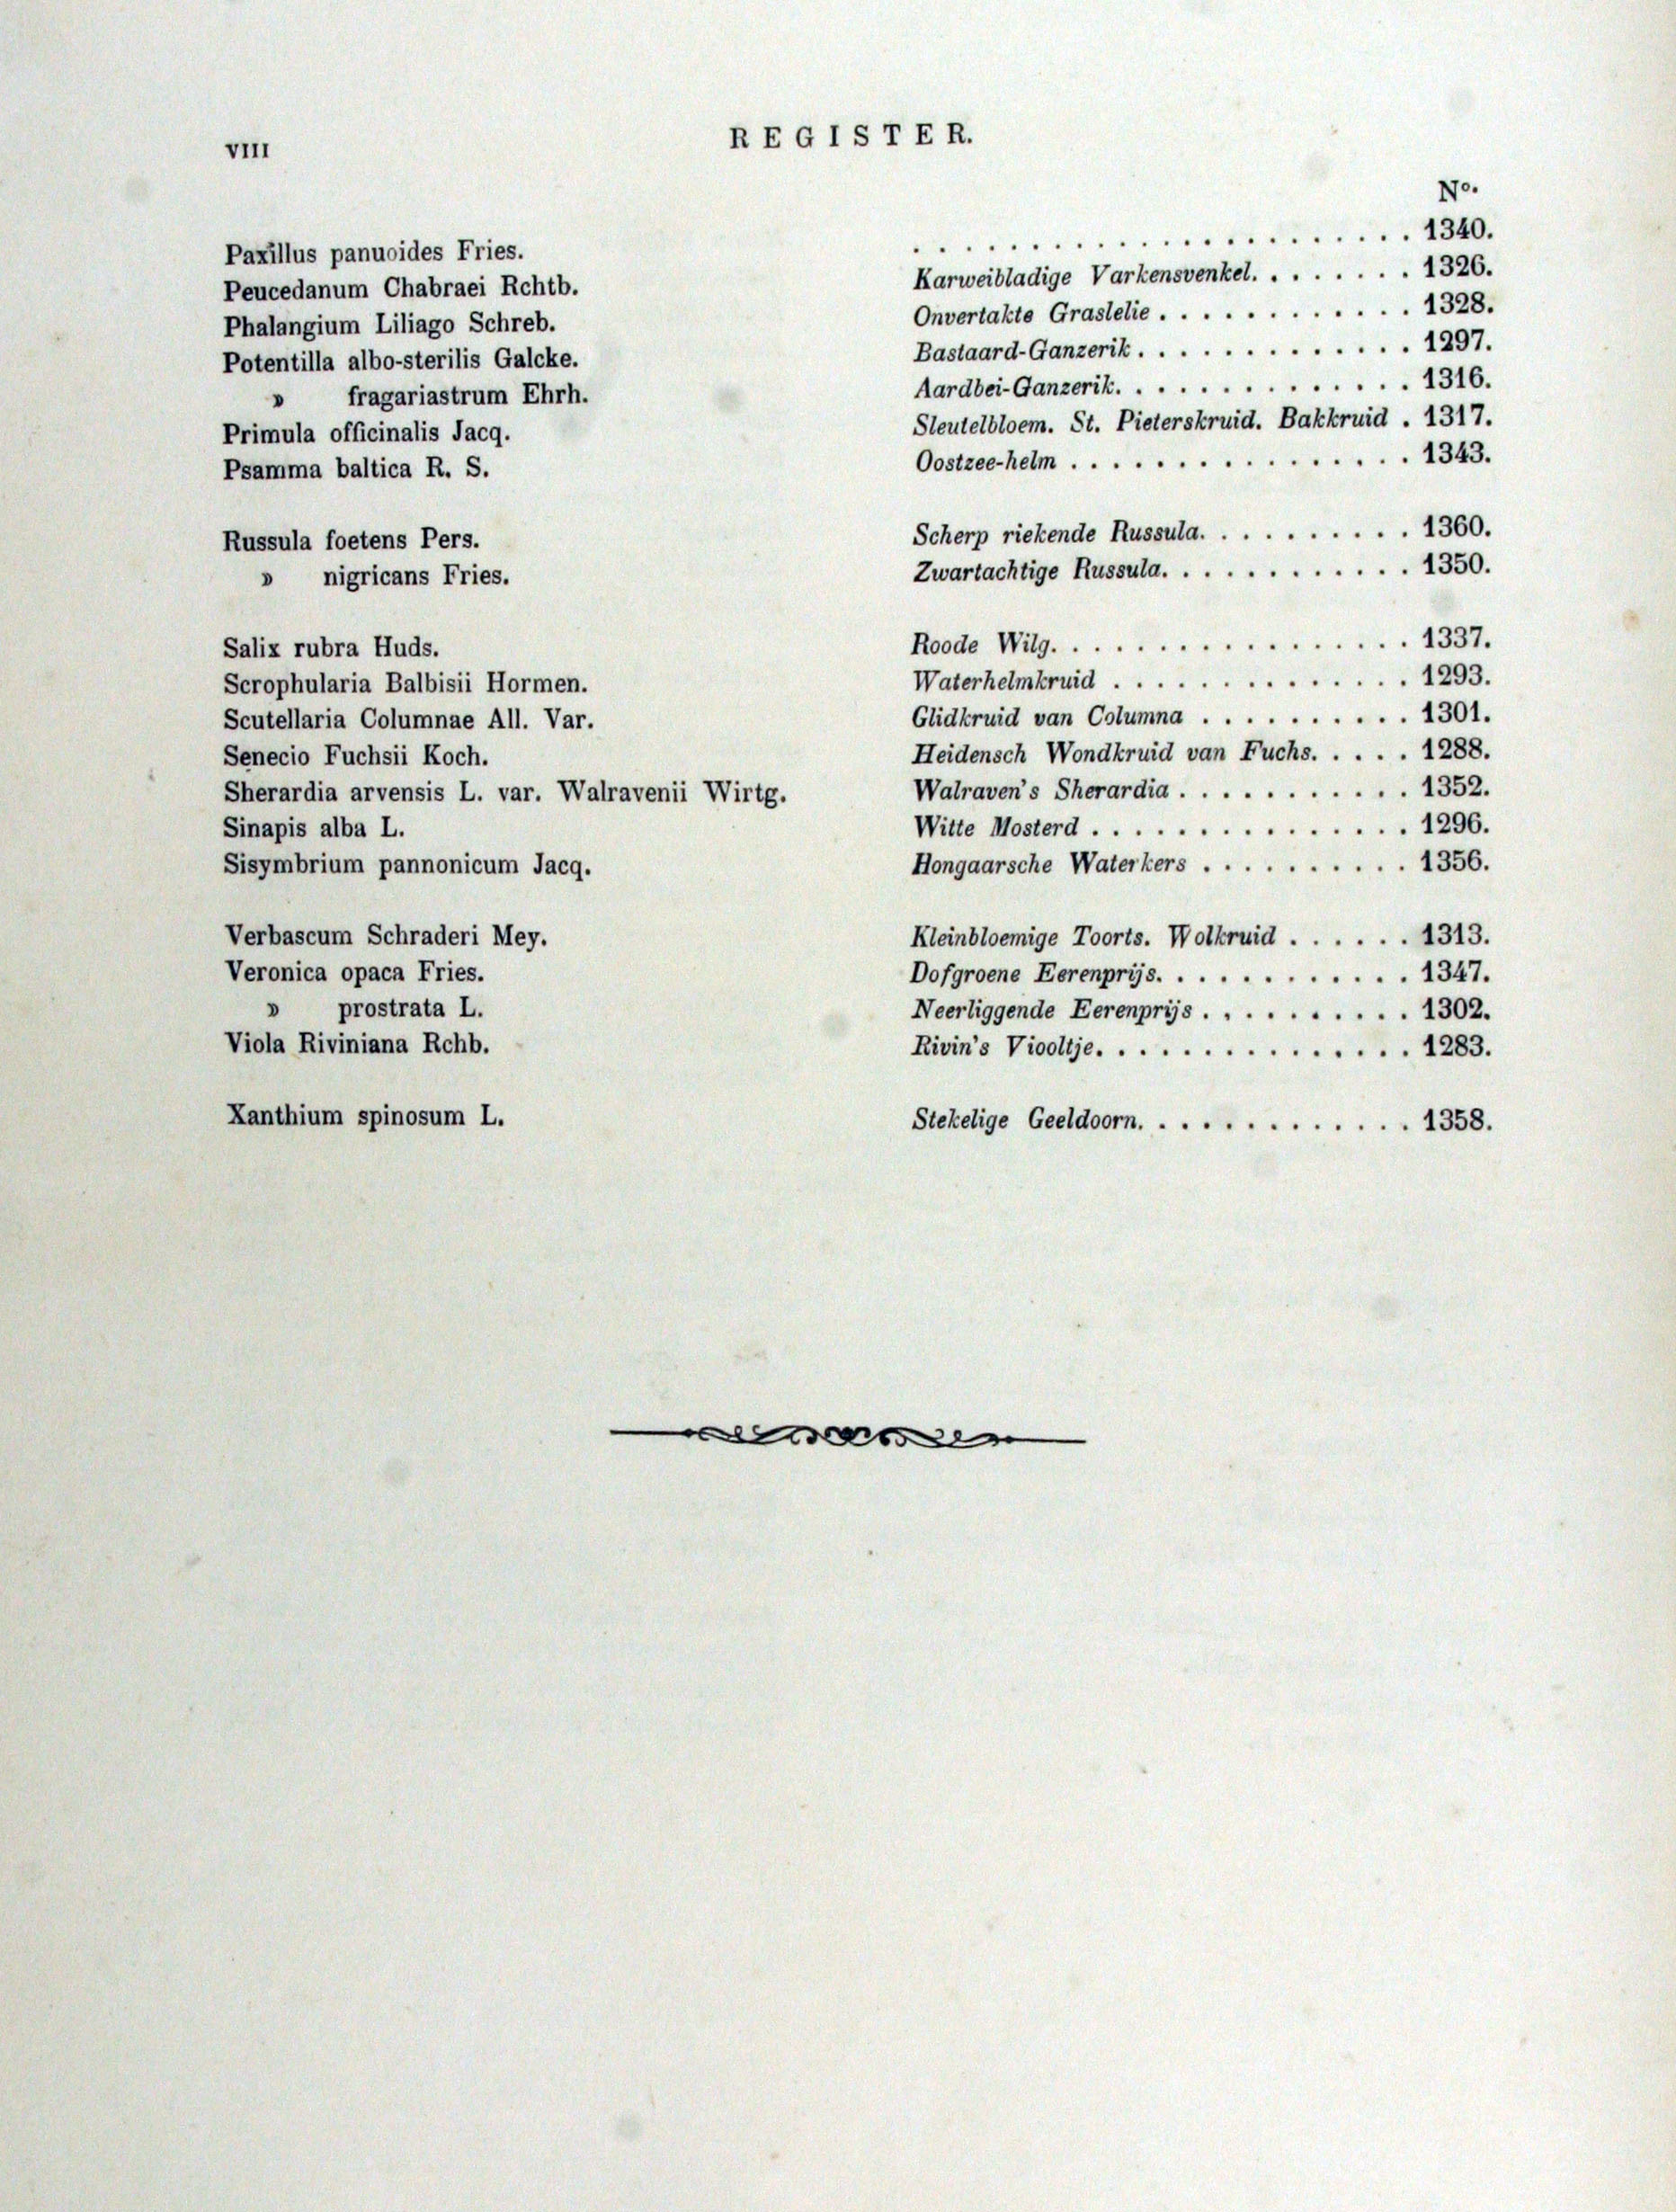 VIII
REGISTER.
No.
Paxillus panuoides Fries. . . . . . . . . . . . . . . . . . . . . 1340.
Peucedanum Chabraei Rchtb. Karweibladige Varkensvenkel. . . . . . . . 1326.
Phalangium Liliago Schreb. Onvertakte Graslelie . . . . . . . . . . . . 1328.
Potentilla albo-sterilis Galcke. Bastaard-Ganzerik . . . . . . . . . . . . . 1297.
» fragariastrum Ehrh. Aardbei-Ganzerik. . . . . . . . . . . . . . 1316.
Primula officinalis Jacq. Sleutelbloem. St. Pieterskruid. Bakkruid . 1317.
Psamma baltica R. S. Oostzee-helm . . . . . . . . . . . . . . . . 1343.
Russula foetens Pers. Scherp riekende Russula. . . . . . . . . . 1360.
» nigricans Fries. Zwartachtige Russula. . . . . . . . . . . . 1350.
Salix rubra Huds. Roode Wilg. . . . . . . . . . . . . . . . . 1337.
Scrophularia Balbisii Hormen. Waterhelmkruid . . . . . . . . . . . . . . 1293.
Scutellaria Columnae All. Var. Glidkruid van Columna . . . . . . . . . . 1301.
Senecio Fuchsii Koch. Heidensch Wondkruid van Fuchs. . . . . 1288.
Sherardia arvensis L. var. Walravenii Wirtg. Walraven's Sherardia . . . . . . . . . . . 1352.
Sinapis alba L. Witte Mosterd . . . . . . . . . . . . . . . 1296.
Sisymbrium pannonicum Jacq. Hongaarsche Waterkers . . . . . . . . . . 1356.
Verbascum Schraderi Mey. Kleinbloemige Toorts. Wolkruid . . . . . . 1313.
Veronica opaca Fries. Dofgroene Eerenprijs. . . . . . . . . . . . 1347.
» prostrata L. Neerliggende Eerenprijs . . . . . . . . . . 1302.
Viola Riviniana Rchb. Rivin's Viooltje. . . . . . . . . . . . . . . 1283.
Xanthium spinosum L. Stekelige Geeldoorn. . . . . . . . . . . . . 1358.